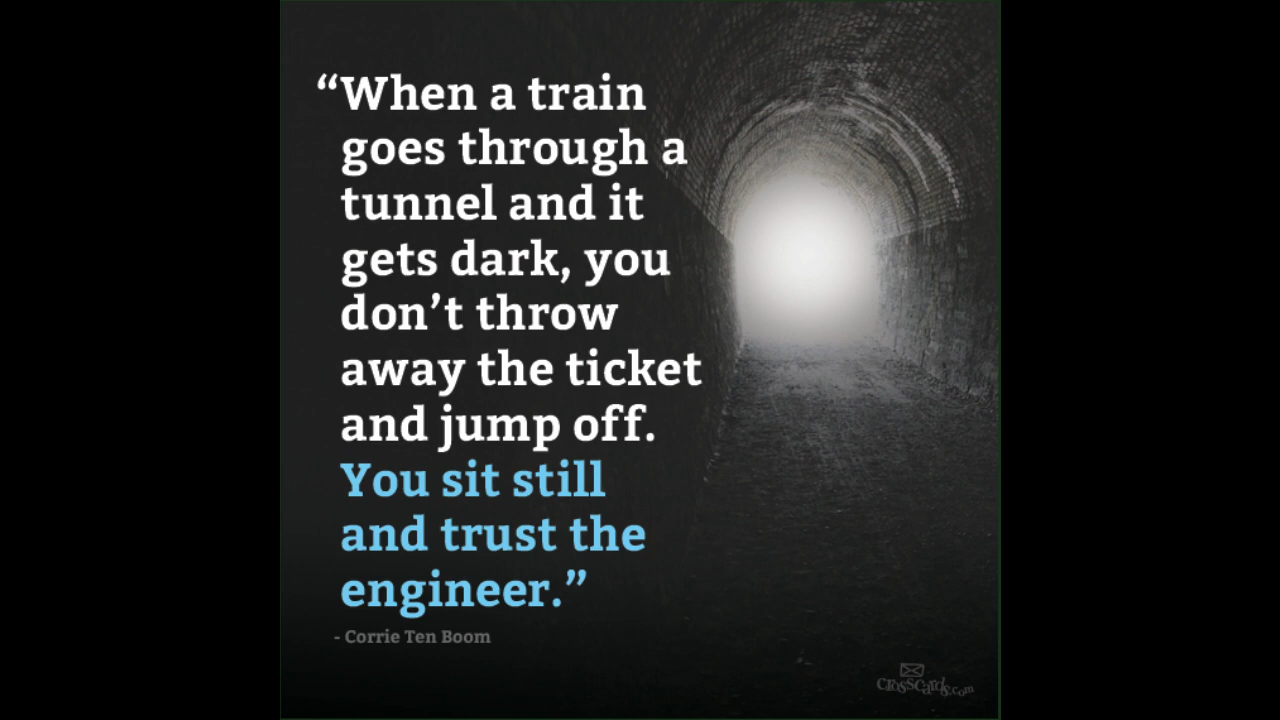 “When a train
goes through a
tunnel and it
gets dark, you
don’t throw
away the ticket
and jump off.
You sit still
and trust the
engineer.”
- Corrie Ten Boom
crosscards.com